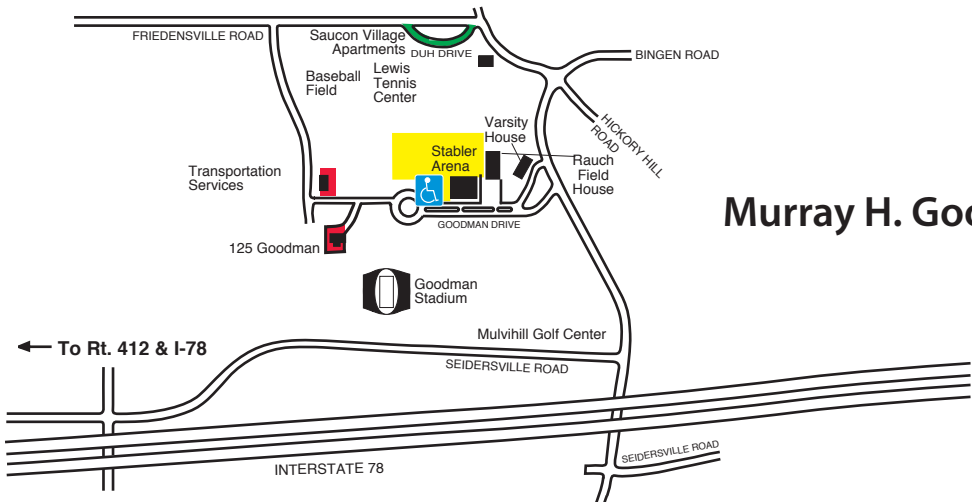 FRIEDENSVILLE ROAD
Saucon Village
Apartments
DUH DRIVE
BINGEN ROAD
Baseball
Field
Lewis
Tennis
Center
HICKORY HILL
ROAD
Varsity
House
Stabler
Arena
Rauch
Field
House
Transportation
Services
Murray H. Goo
GOODMAN DRIVE
125 Goodman
Goodman
Stadium
Mulvihill Golf Center
To Rt. 412 & I-78
SEIDERSVILLE ROAD
SEIDERSVILLE ROAD
INTERSTATE 78